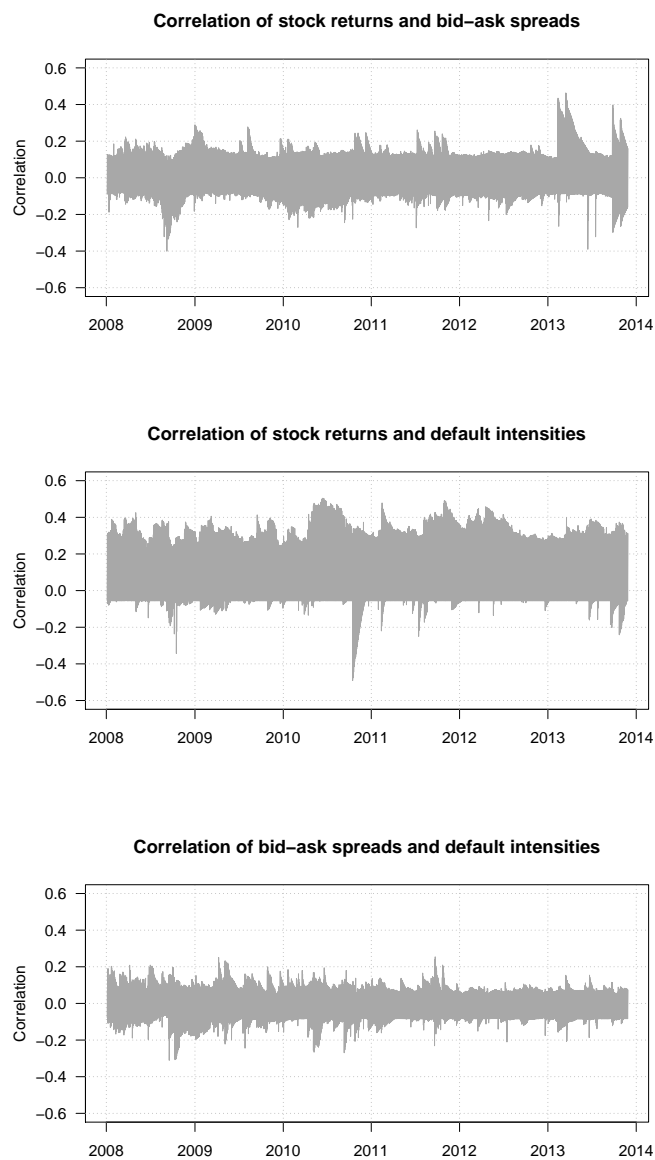 Correlation of stock returns and bid−ask spreads
0.6
0.4
0.2
0.0
−0.2
−0.4
−0.6
Correlation
2008 2009 2010 2011 2012 2013 2014
Correlation of stock returns and default intensities
0.6
0.4
0.2
0.0
−0.2
−0.4
−0.6
Correlation
2008 2009 2010 2011 2012 2013 2014
Correlation of bid−ask spreads and default intensities
0.6
0.4
0.2
0.0
−0.2
−0.4
−0.6
Correlation
2008 2009 2010 2011 2012 2013 2014